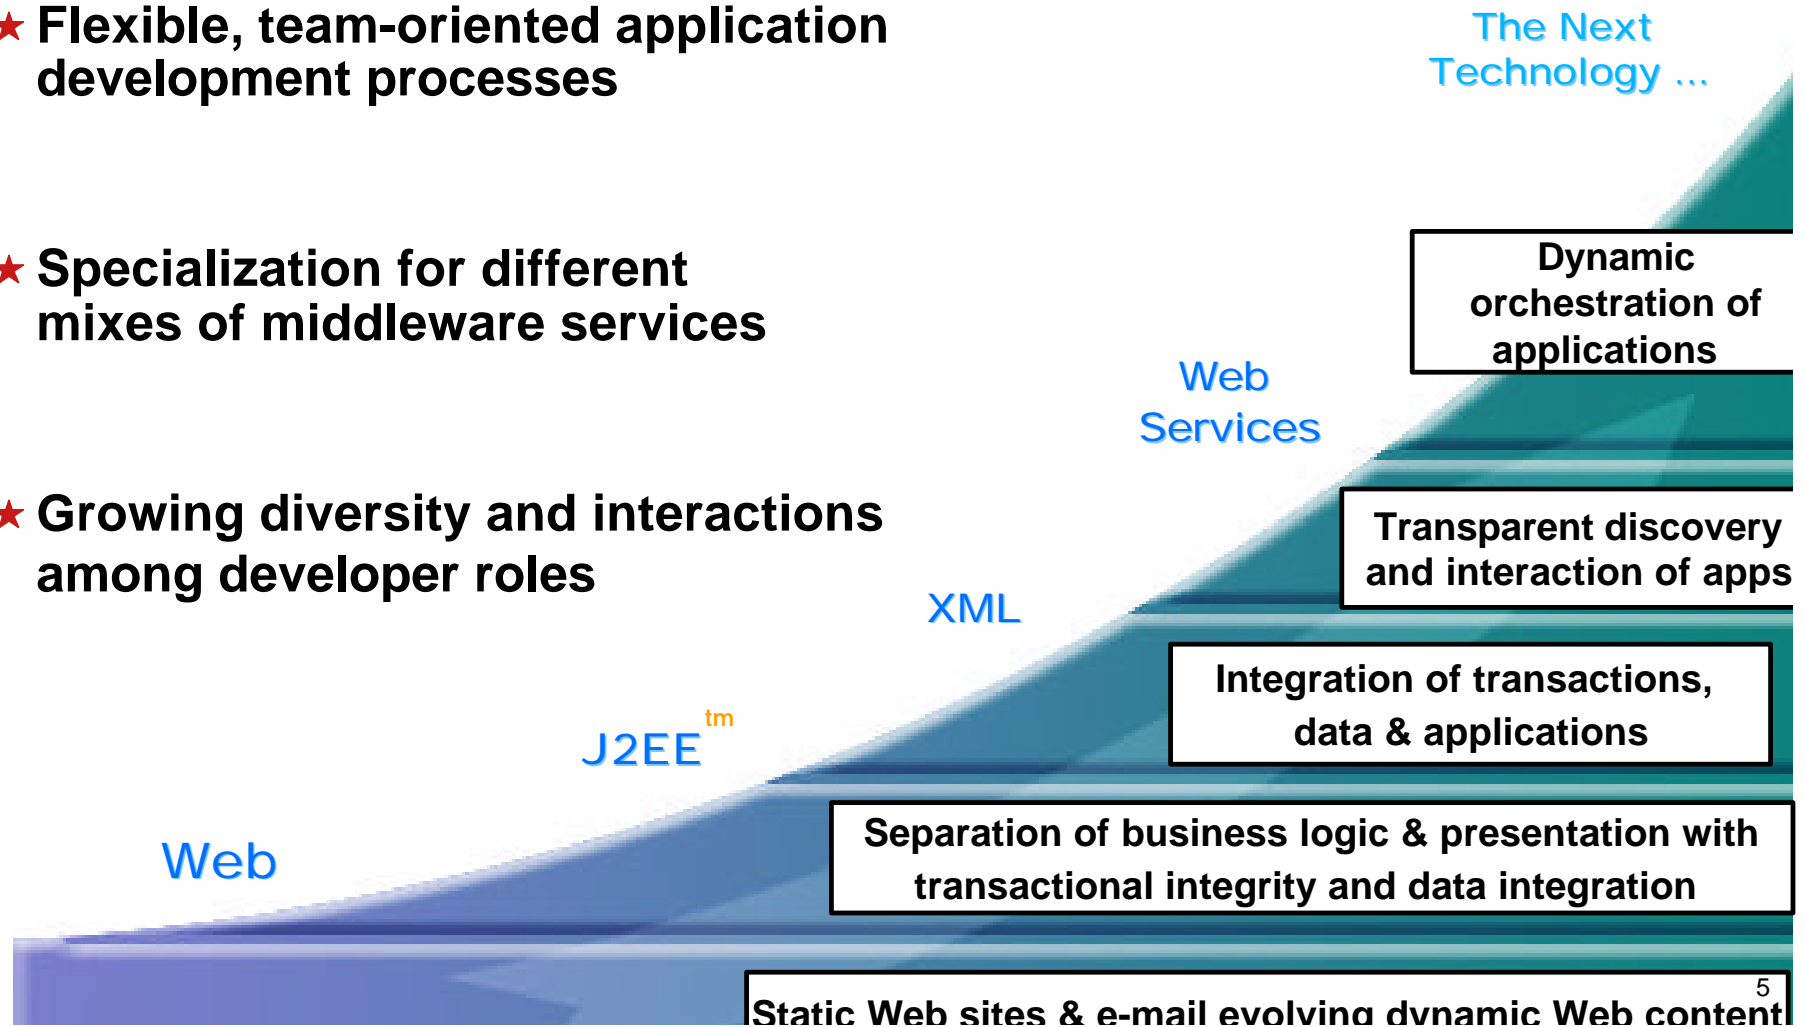 ★ Flexible, team-oriented application
development processes
★ Specialization for different
mixes of middleware services
★ Growing diversity and interactions
among developer roles
The Next
Technology ...
Dynamic
orchestration of
applications
Web
Services
Transparent discovery
and interaction of apps
XML
Integration of transactions,
data & applications
J2EE tm
Separation of business logic & presentation with
transactional integrity and data integration
Web
Static Web sites & e-mail evolving dynamic Web content
5